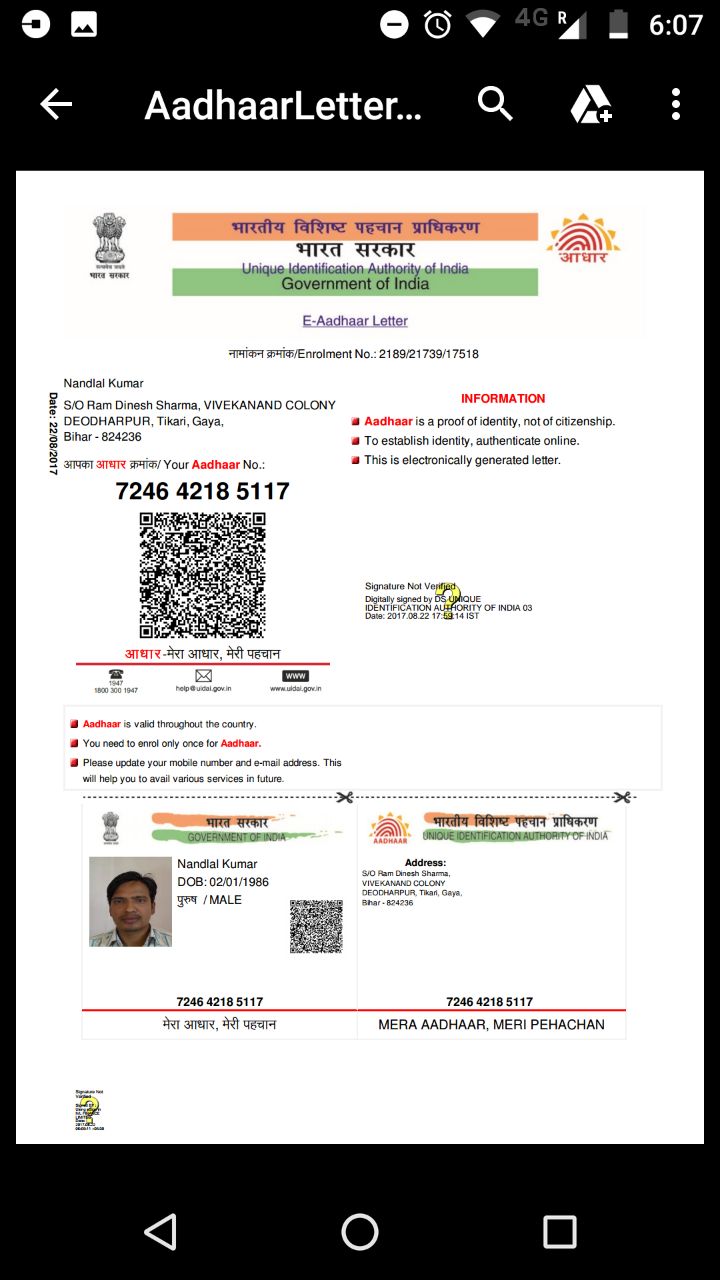 4G R 6:07
AadhaarLetter...
भारतीय विशिष्ट पहचान प्राधिकरण
भारत सरकार
Unique Identification Authority of India
Government of India
सत्यमेव जयते
भारत सरकार
आधार
E-Aadhaar Letter
नामांकन क्रमांक/Enrolment No.: 2189/21739/17518
Date: 22/08/2017
Nandlal Kumar
S/O Ram Dinesh Sharma, VIVEKANAND COLONY
DEODHARPUR, Tikari, Gaya,
Bihar - 824236
आपका आधार क्रमांक/ Your Aadhaar No.:
7246 4218 5117
INFORMATION
Aadhaar is a proof of identity, not of citizenship.
To establish identity, authenticate online.
This is electronically generated letter.
Signature Not Verified
Digitally signed by DS UNIQUE
IDENTIFICATION AUTHORITY OF INDIA 03
Date: 2017.08.22 17:59:14 IST
आधार-मेरा आधार, मेरी पहचान
1947
1800 300 1947
help@uidai.gov.in
WWW
www.uidai.gov.in
Aadhaar is valid throughout the country.
You need to enrol only once for Aadhaar.
Please update your mobile number and e-mail address. This
will help you to avail various services in future.
भारत सरकार
GOVERNMENT OF INDIA
Nandlal Kumar
DOB: 02/01/1986
पुरुष / MALE
7246 4218 5117
मेरा आधार, मेरी पहचान
AADHAAR
भारतीय विशिष्ट पहचान प्राधिकरण
UNIQUE IDENTIFICATION AUTHORITY OF INDIA
Address:
S/O Ram Dinesh Sharma,
VIVEKANAND COLONY
DEODHARPUR, Tikari, Gaya,
Bihar - 824236
7246 4218 5117
MERA AADHAAR, MERI PEHACHAN
Signature Not
Verified